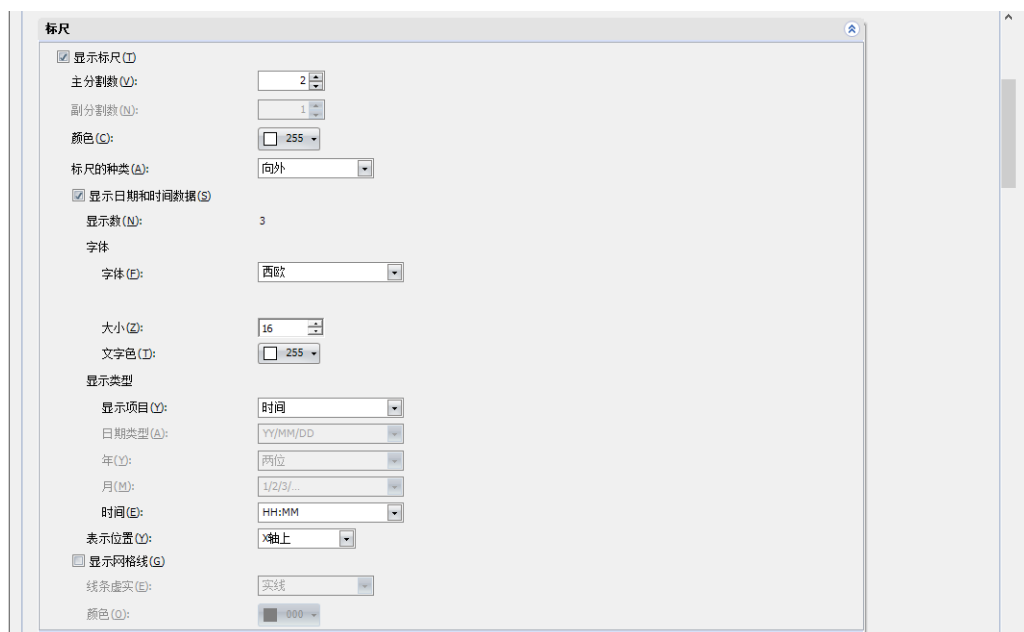 标尺
显示标尺(T)
主分割数(V): 2
副分割数(N): 1
颜色(C): 255
标尺的种类(A): 向外
显示日期和时间数据(S)
显示数(N): 3
字体
字体(F): 西欧
大小(Z): 16
文字色(T): 255
显示类型
显示项目(Y): 时间
日期类型(A): YY/MM/DD
年(Y): 两位
月(M): 1/2/3/...
时间(E): HH:MM
表示位置(Y): X轴上
显示网格线(G)
线条虚实(E): 实线
颜色(O): 000